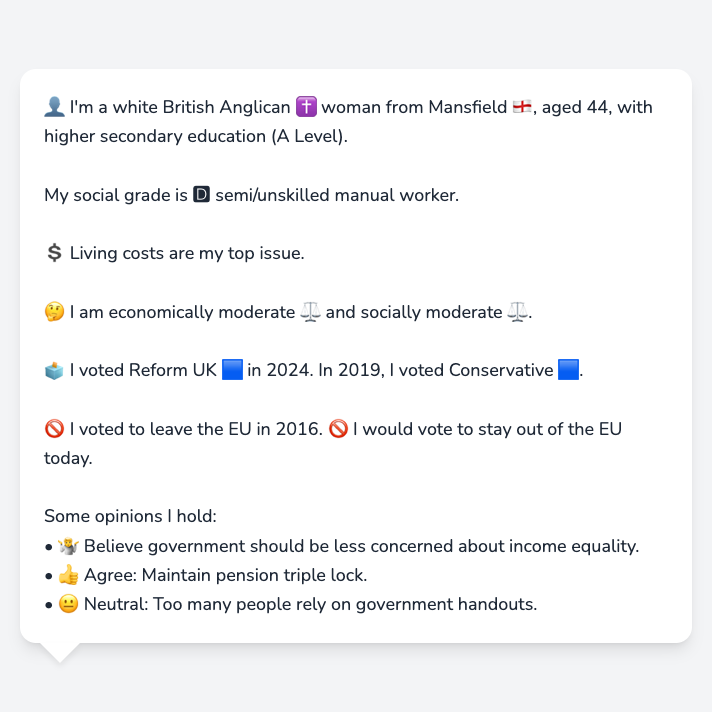 👤 I'm a white British Anglican ✝️ woman from Mansfield 🏴󠁧󠁢󠁥󠁮󠁧󠁿, aged 44, with
higher secondary education (A Level).
My social grade is 🅳 semi/unskilled manual worker.
💲 Living costs are my top issue.
🤔 I am economically moderate ⚖️ and socially moderate ⚖️.
🗳️ I voted Reform UK 🟦 in 2024. In 2019, I voted Conservative 🟦.
🚫 I voted to leave the EU in 2016. 🚫 I would vote to stay out of the EU
today.
Some opinions I hold:
• 🤷 Believe government should be less concerned about income equality.
• 👍 Agree: Maintain pension triple lock.
• 😐 Neutral: Too many people rely on government handouts.